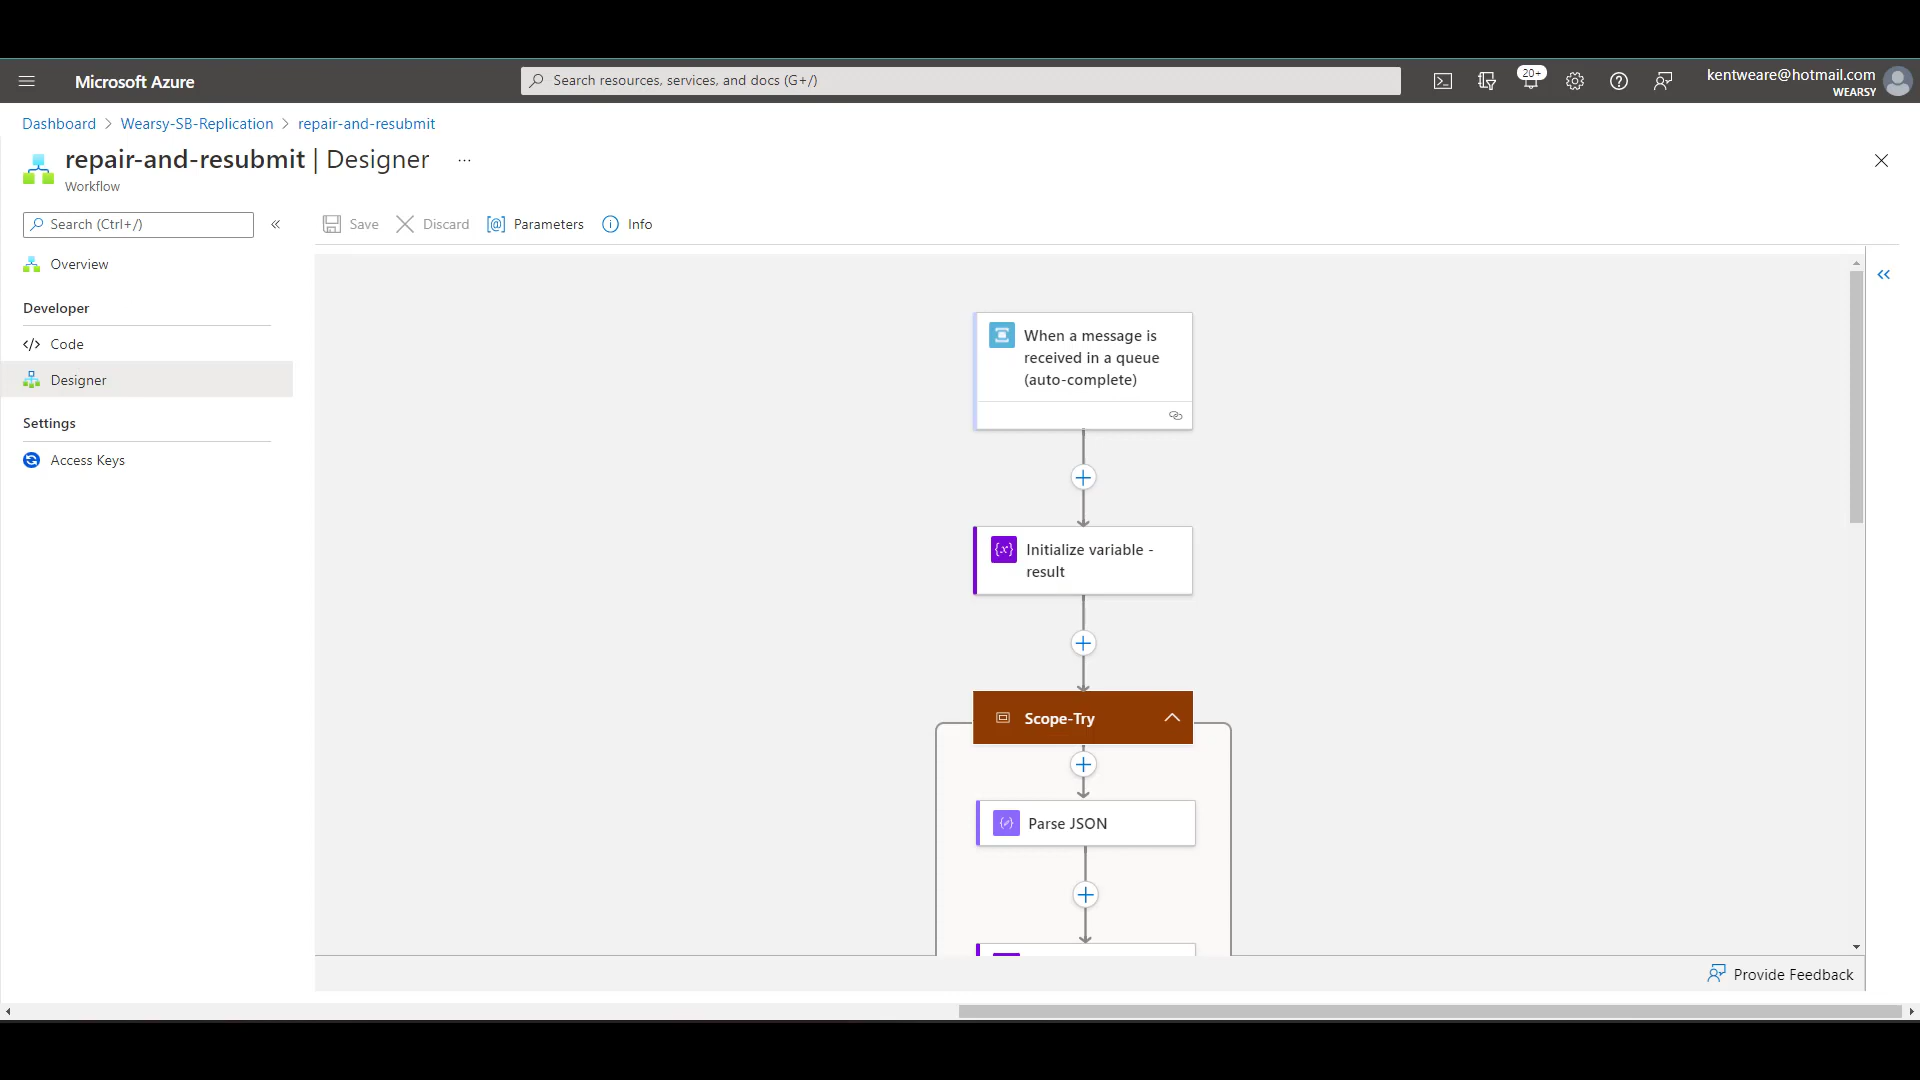 Microsoft Azure
Search resources, services, and docs (G+/)
20+
kentweare@hotmail.com
WEARSY
Dashboard > Wearsy-SB-Replication > repair-and-resubmit
repair-and-resubmit | Designer ...
Workflow
Search (Ctrl+/)
«
Save
Discard
Parameters
Info
Overview
Developer
Code
Designer
Settings
Access Keys
When a message is
received in a queue
(auto-complete)
{x}
Initialize variable -
result
Scope-Try
Parse JSON
Provide Feedback